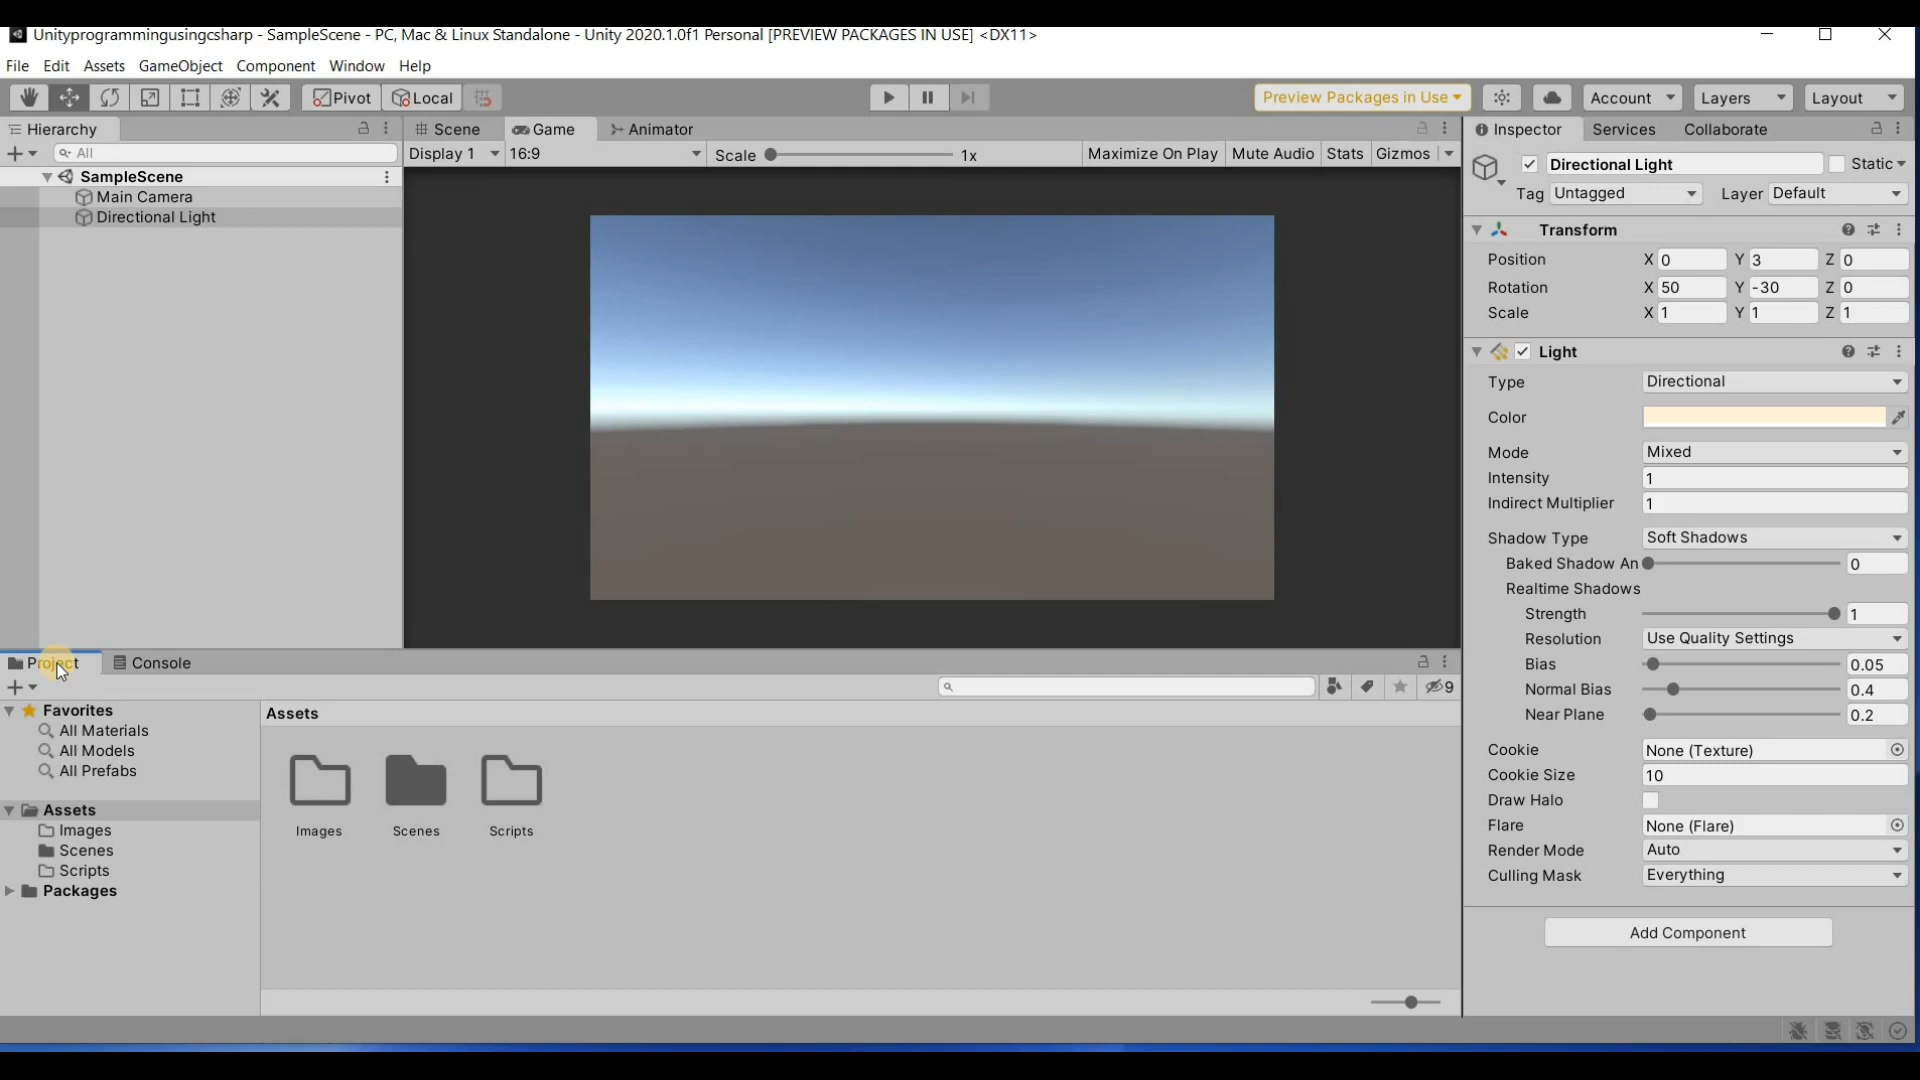 Unityprogrammingusingcsharp - SampleScene - PC, Mac & Linux Standalone - Unity 2020.1.0f1 Personal [PREVIEW PACKAGES IN USE] <DX11>
File Edit Assets GameObject Component Window Help
Pivot Local Preview Packages in Use Account Layers Layout
Hierarchy Scene Game Animator Inspector Services Collaborate
All Display 1 16:9 Scale 1x Maximize On Play Mute Audio Stats Gizmos
Directional Light Static
SampleScene
Main Camera
Directional Light
Tag Untagged Layer Default
Transform
Position X 0 Y 3 Z 0
Rotation X 50 Y -30 Z 0
Scale X 1 Y 1 Z 1
Light
Type Directional
Color
Mode Mixed
Intensity 1
Indirect Multiplier 1
Shadow Type Soft Shadows
Baked Shadow An 0
Realtime Shadows
Strength 1
Resolution Use Quality Settings
Bias 0.05
Normal Bias 0.4
Near Plane 0.2
Cookie None (Texture)
Cookie Size 10
Draw Halo
Flare None (Flare)
Render Mode Auto
Culling Mask Everything
Add Component
Project Console
9
Favorites
All Materials
All Models
All Prefabs
Assets
Images
Scenes
Scripts
Packages
Assets
Images Scenes Scripts